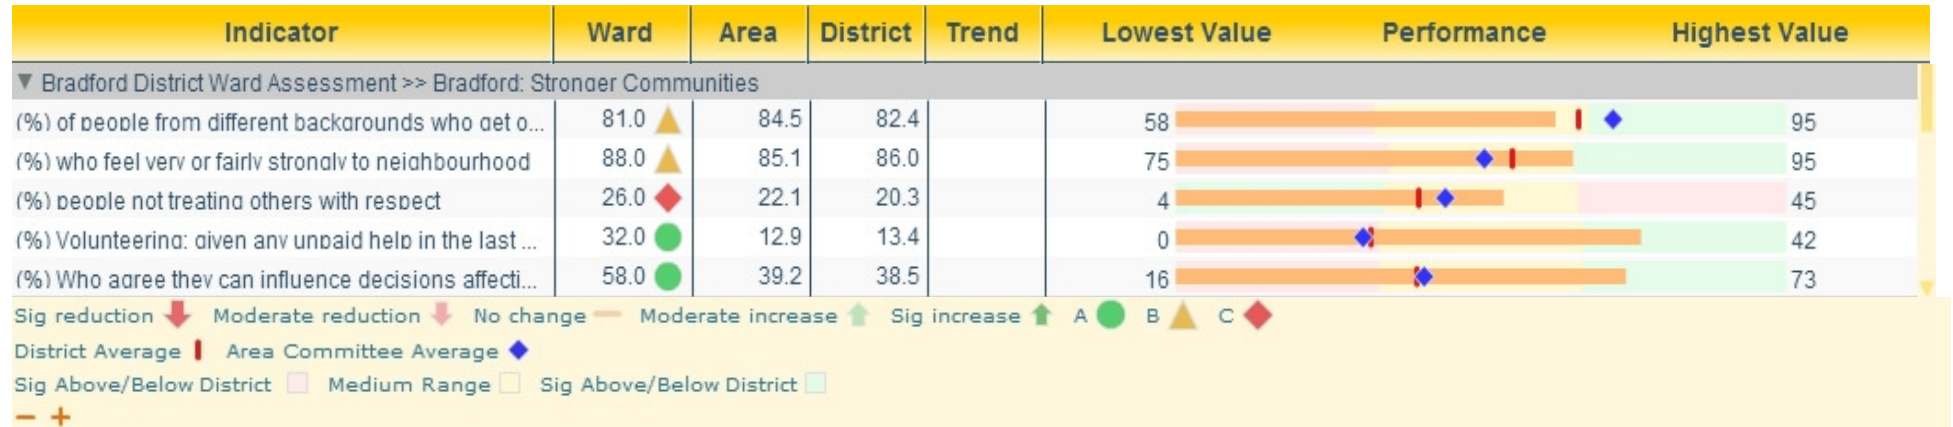 Indicator Ward Area District Trend Lowest Value Performance Highest Value
▼ Bradford District Ward Assessment >> Bradford: Stronger Communities
(%) of people from different backgrounds who get o... 81.0 84.5 82.4 58 95
(%) who feel very or fairly strongly to neighbourhood 88.0 85.1 86.0 75 95
(%) people not treating others with respect 26.0 22.1 20.3 4 45
(%) Volunteering: given any unpaid help in the last ... 32.0 12.9 13.4 0 42
(%) Who agree they can influence decisions affecti... 58.0 39.2 38.5 16 73
Sig reduction Moderate reduction No change Moderate increase Sig increase A B C
District Average Area Committee Average
Sig Above/Below District Medium Range Sig Above/Below District
− +